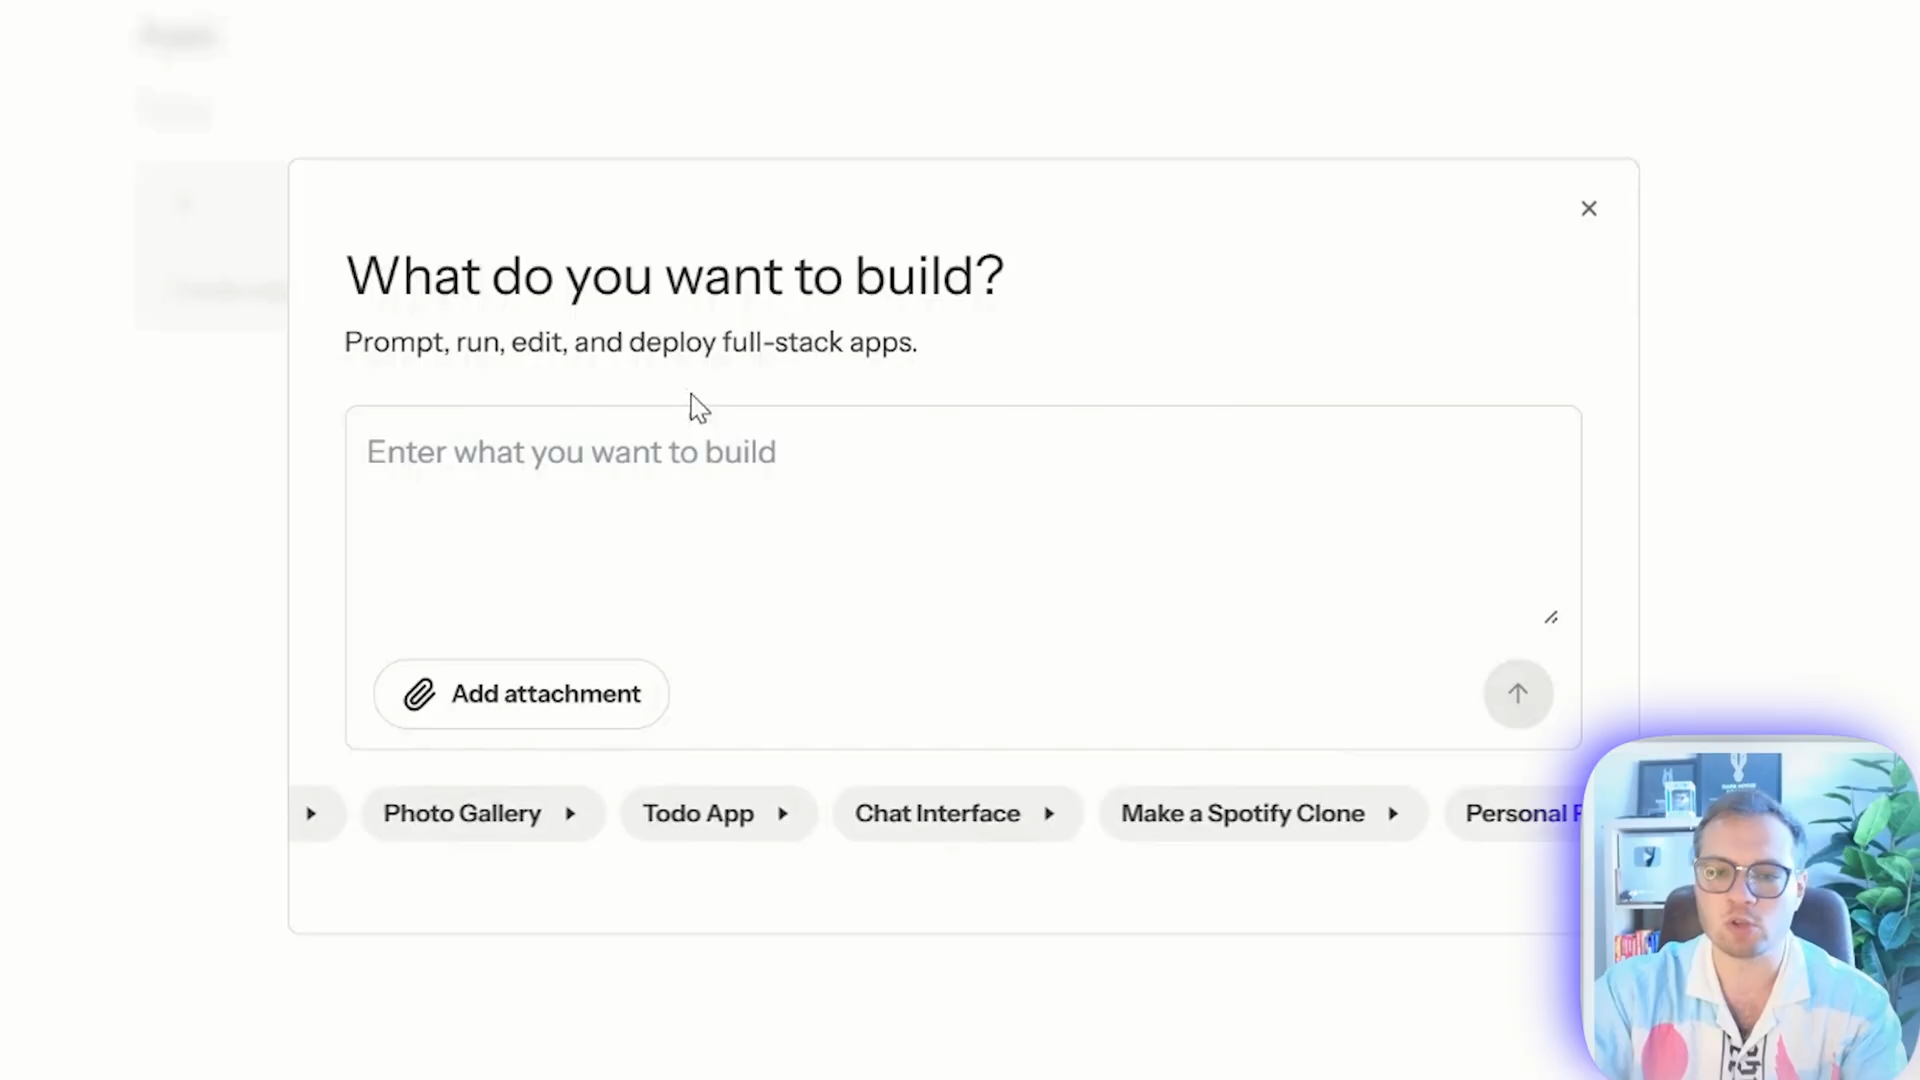 What do you want to build?
Prompt, run, edit, and deploy full-stack apps.
Enter what you want to build
Add attachment
Photo Gallery
Todo App
Chat Interface
Make a Spotify Clone
Personal